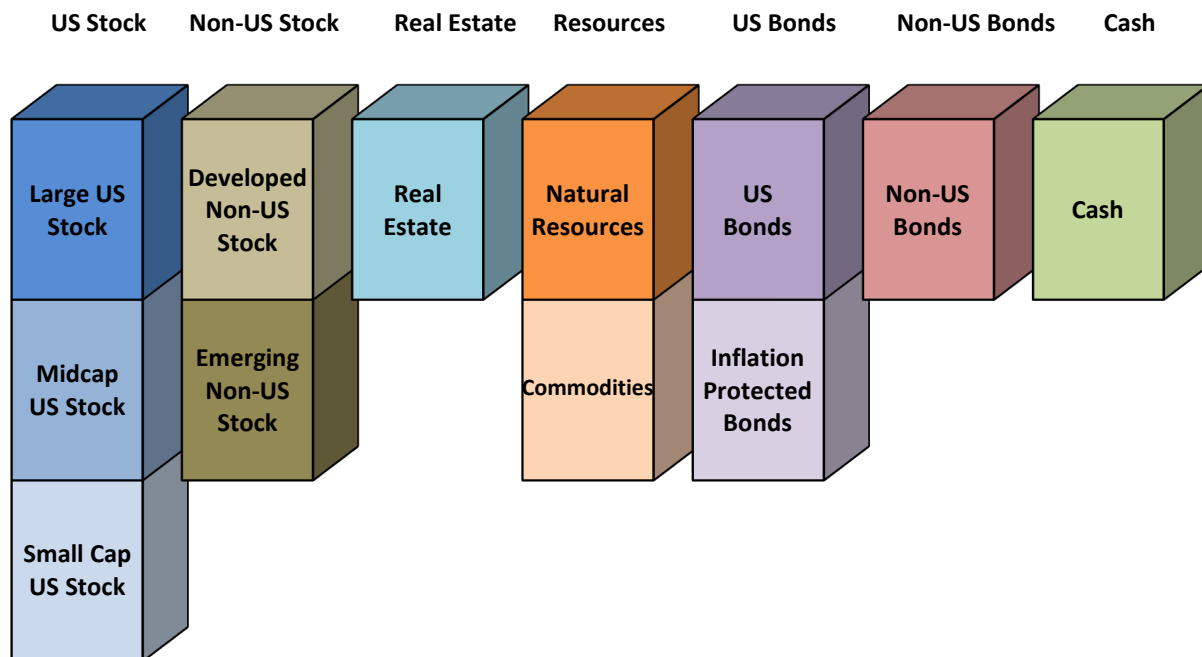 US Stock
Non-US Stock
Real Estate
Resources
US Bonds
Non-US Bonds
Cash
Large US
Stock
Developed
Non-US
Stock
Real
Estate
Natural
Resources
US
Bonds
Non-US
Bonds
Cash
Midcap
US Stock
Emerging
Non-US
Stock
Commodities
Inflation
Protected
Bonds
Small Cap
US Stock